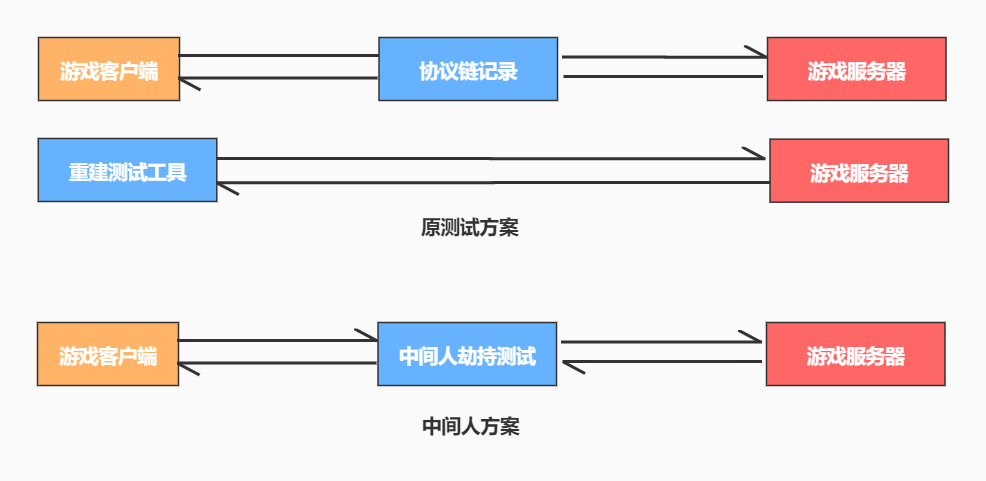 游戏客户端
协议链记录
游戏服务器
重建测试工具
游戏服务器
原测试方案
游戏客户端
中间人劫持测试
游戏服务器
中间人方案